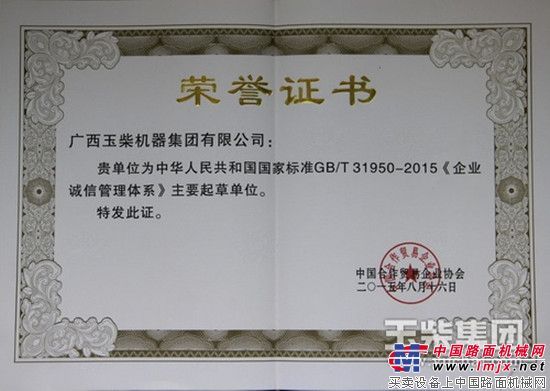 荣誉证书
广西玉柴机器集团有限公司：
贵单位为中华人民共和国国家标准GB/T 31950-2015《企业
诚信管理体系》主要起草单位。
特发此证。
中国合作贸易企业协会
二〇一五年八月十六日
玉柴集团
中国路面机械网
www.lmjx.net
买卖设备上中国路面机械网